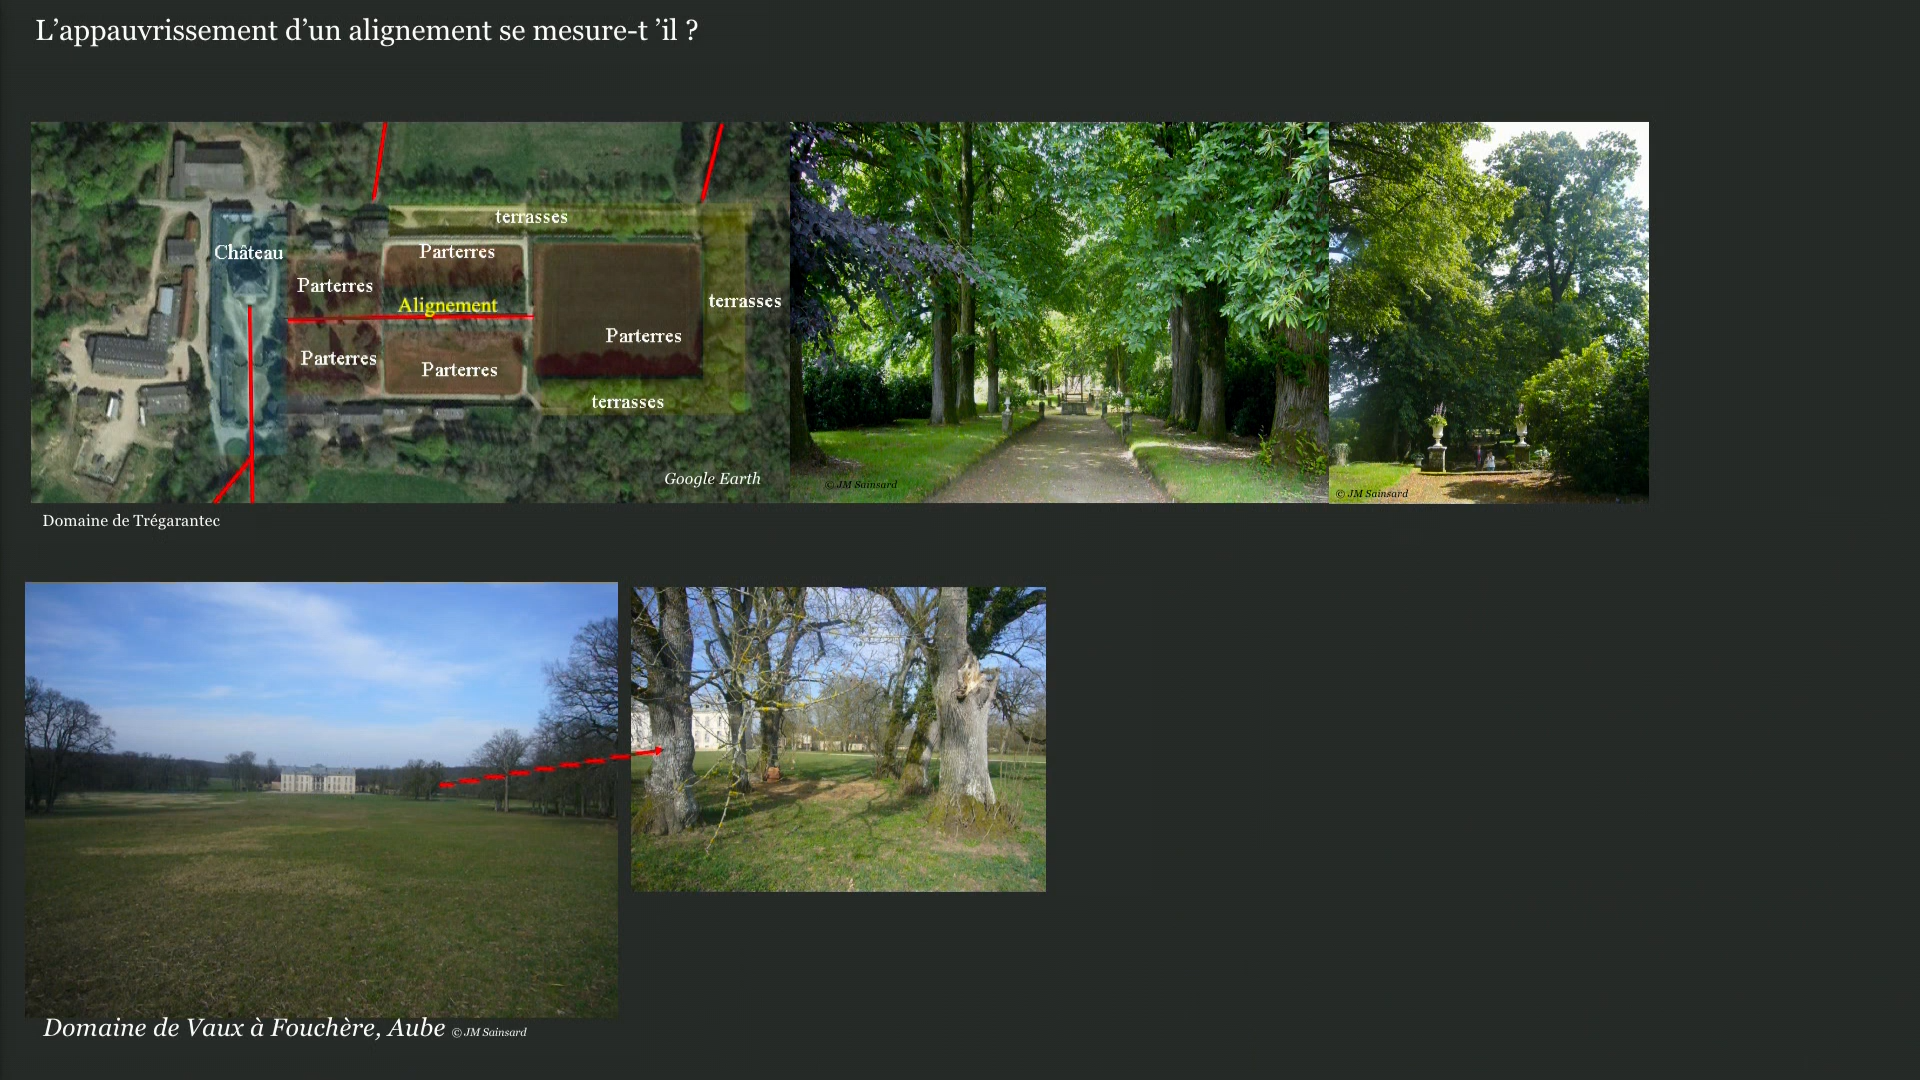 L’appauvrissement d’un alignement se mesure-t ’il ?
terrasses
Château
Parterres
Parterres
Alignement
terrasses
Parterres
Parterres
Parterres
terrasses
Google Earth
© JM Sainsard
© JM Sainsard
Domaine de Trégarantec
Domaine de Vaux à Fouchère, Aube © JM Sainsard